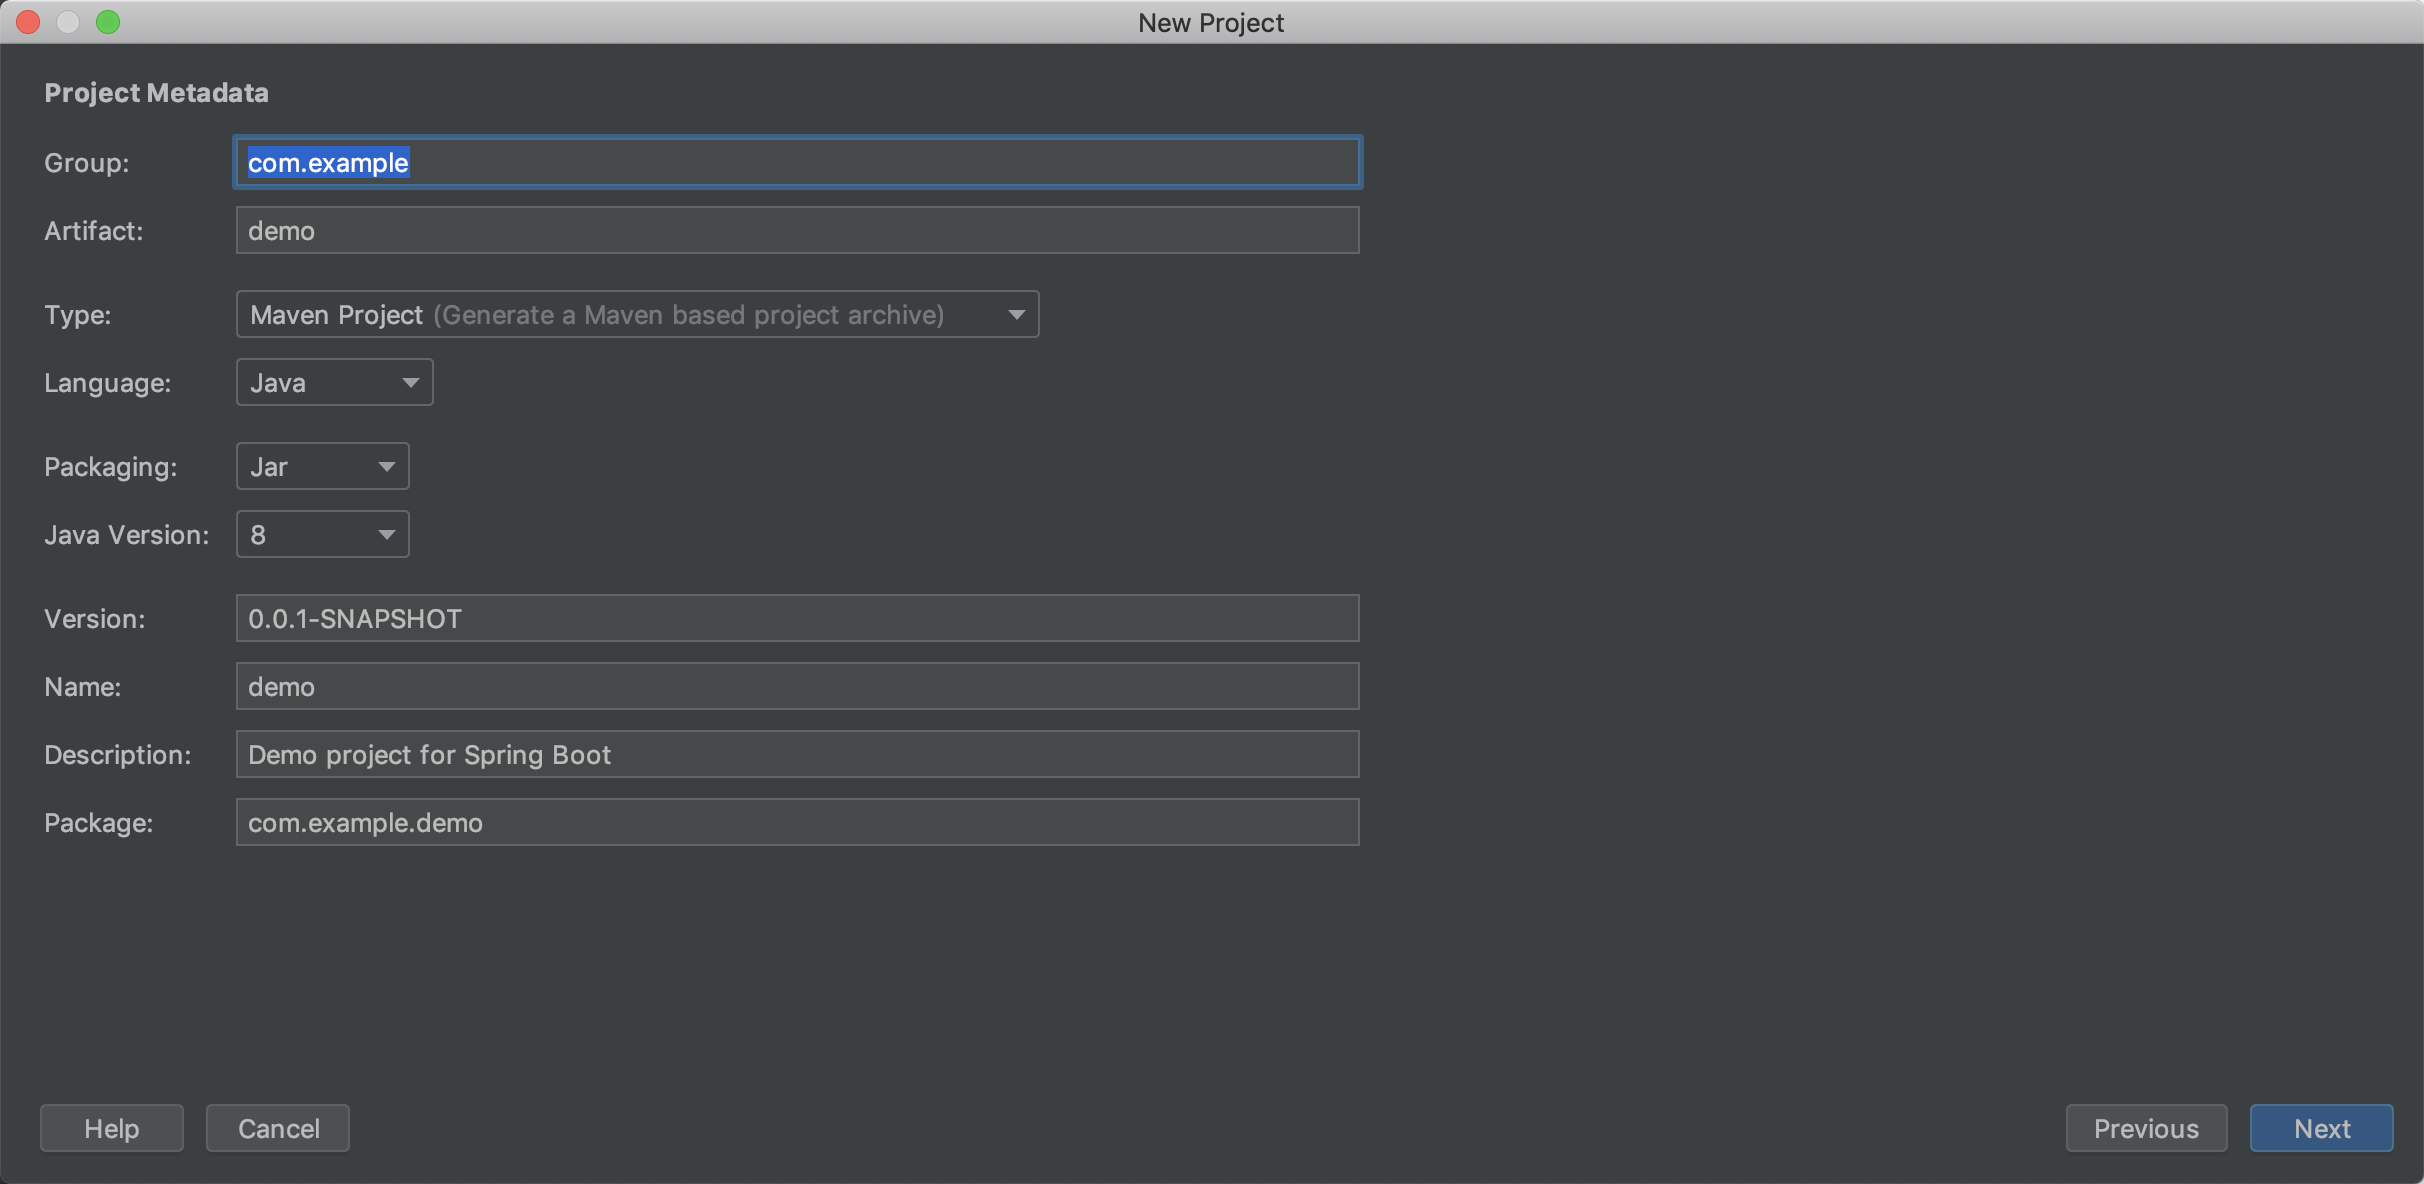 New Project
Project Metadata
Group: com.example
Artifact: demo
Type: Maven Project (Generate a Maven based project archive)
Language: Java
Packaging: Jar
Java Version: 8
Version: 0.0.1-SNAPSHOT
Name: demo
Description: Demo project for Spring Boot
Package: com.example.demo
Help Cancel Previous Next